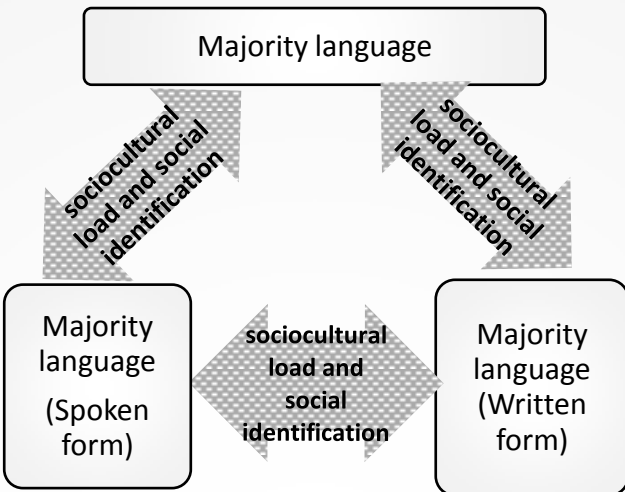 Majority language
sociocultural
load and social
identification
sociocultural
load and social
identification
Majority
language
(Spoken
form)
sociocultural
load and
social
identification
Majority
language
(Written
form)